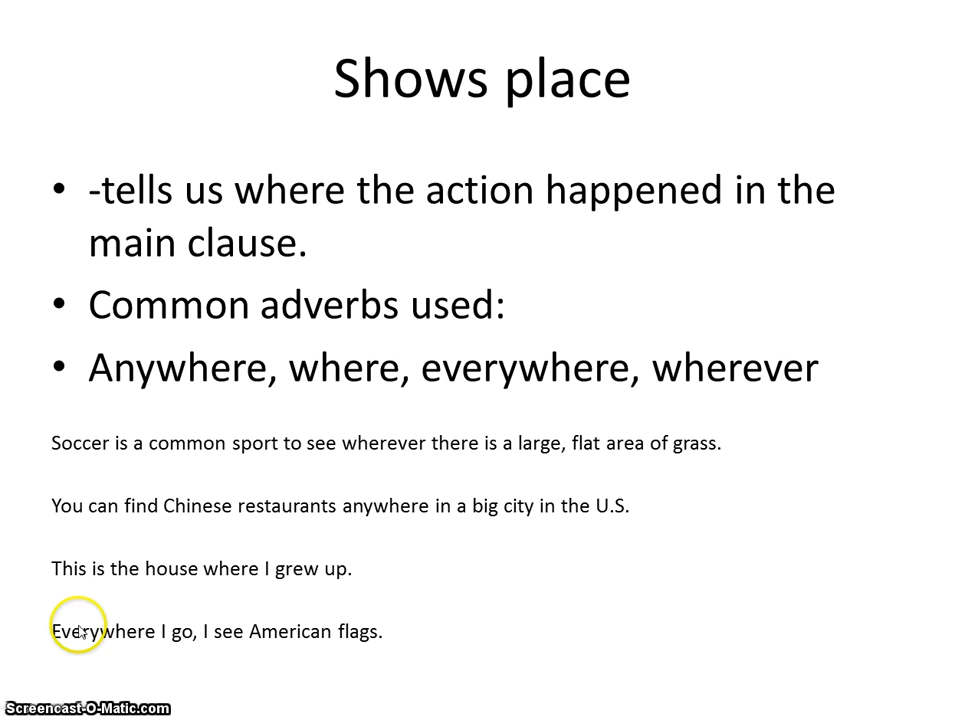 Shows place
• -tells us where the action happened in the
main clause.
• Common adverbs used:
• Anywhere, where, everywhere, wherever
Soccer is a common sport to see wherever there is a large, flat area of grass.
You can find Chinese restaurants anywhere in a big city in the U.S.
This is the house where I grew up.
Everywhere I go, I see American flags.
Screencast-O-Matic.com